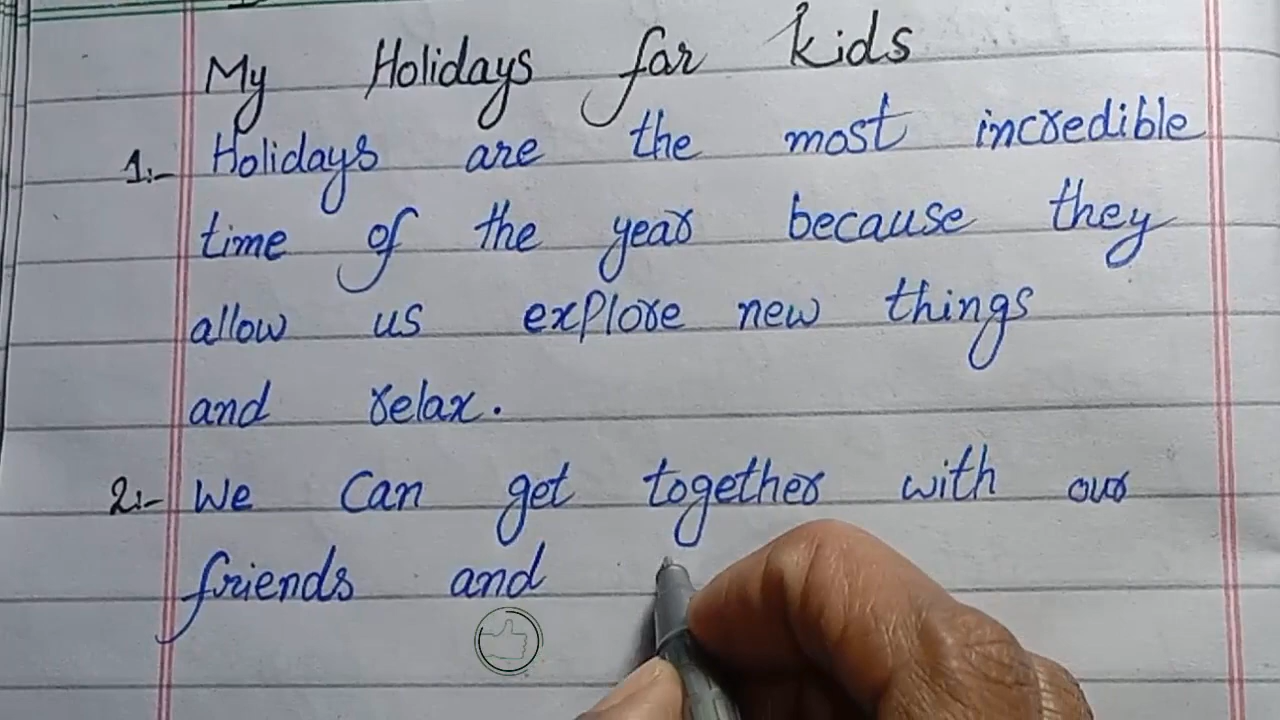 My Holidays for kids
1:- Holidays are the most incredible
time of the year because they
allow us explore new things
and relax.
2:- We can get together with our
friends and